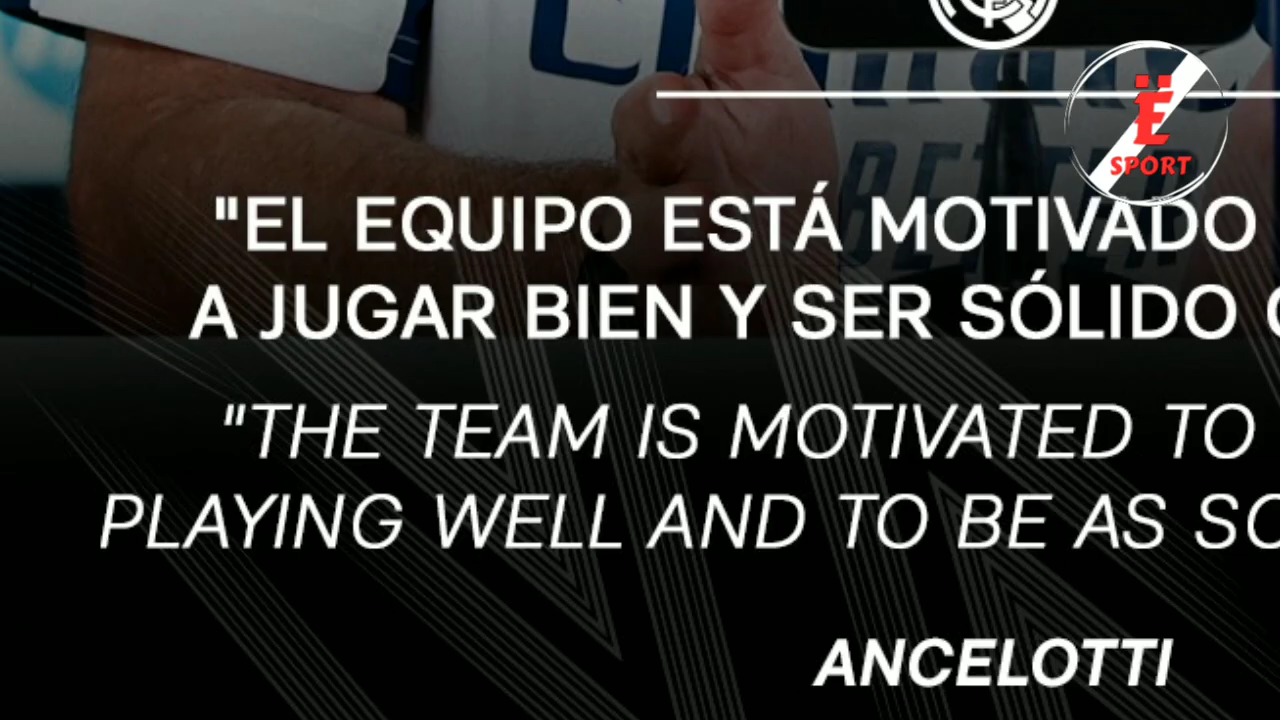 Ë
SPORT
"EL EQUIPO ESTÁ MOTIVADO
A JUGAR BIEN Y SER SÓLIDO
"THE TEAM IS MOTIVATED TO
PLAYING WELL AND TO BE AS
ANCELOTTI